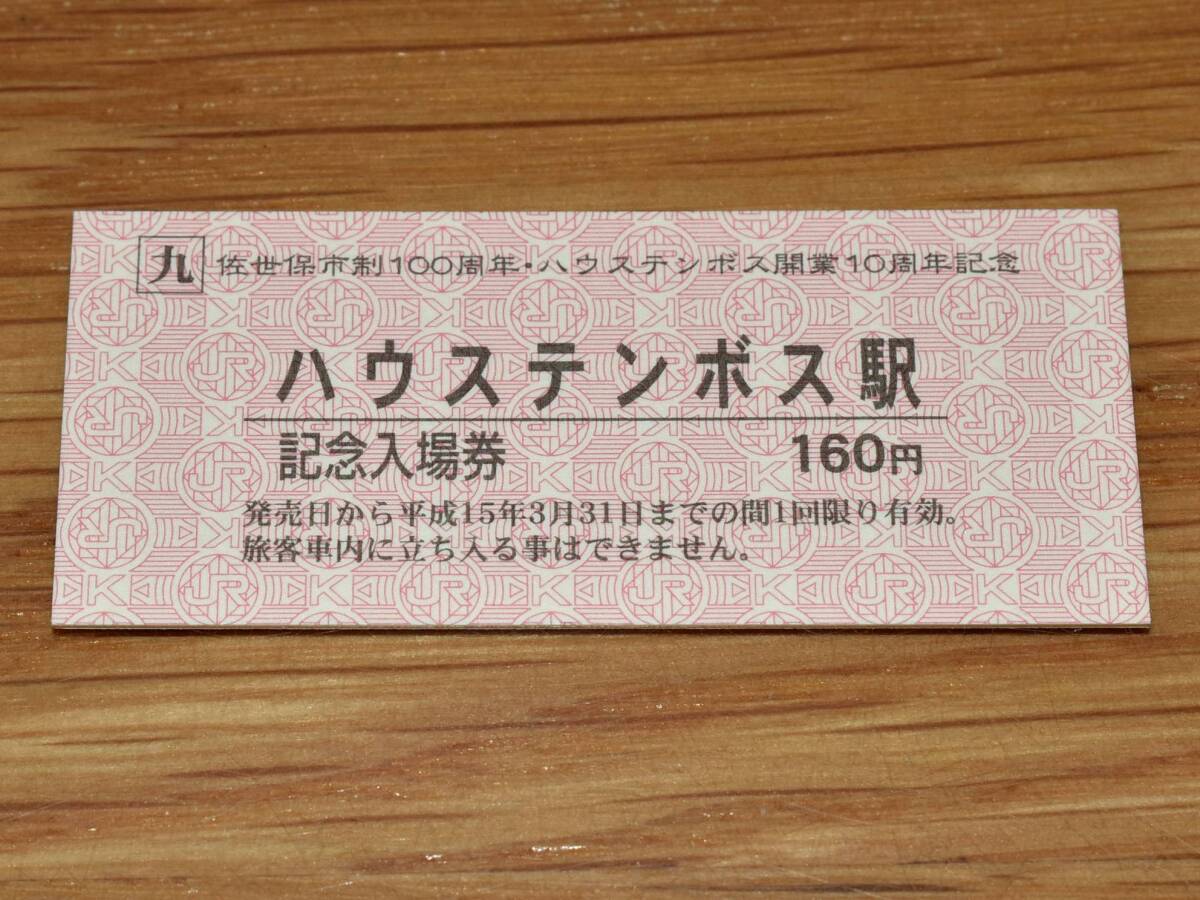 九 佐世保市制100周年・ハウステンボス開業10周年記念
ハウステンボス駅
記念入場券 160円
発売日から平成15年3月31日までの間1回限り有効。
旅客車内に立ち入る事はできません。